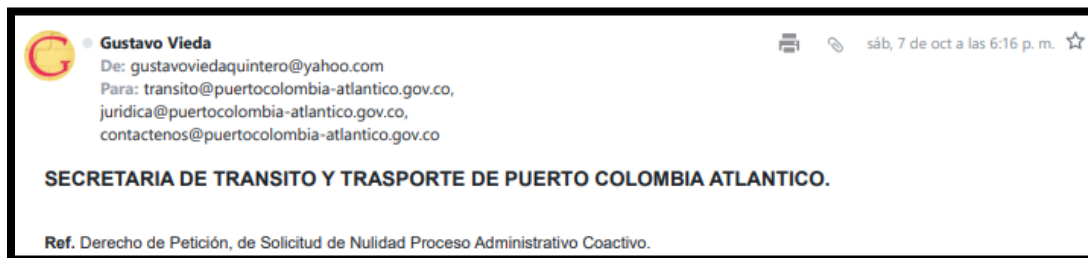 G
Gustavo Vieda
sáb, 7 de oct a las 6:16 p. m.
De: gustavoviedaquintero@yahoo.com
Para: transito@puertocolombia-atlantico.gov.co,
juridica@puertocolombia-atlantico.gov.co,
contactenos@puertocolombia-atlantico.gov.co
SECRETARIA DE TRANSITO Y TRASPORTE DE PUERTO COLOMBIA ATLANTICO.
Ref. Derecho de Petición, de Solicitud de Nulidad Proceso Administrativo Coactivo.